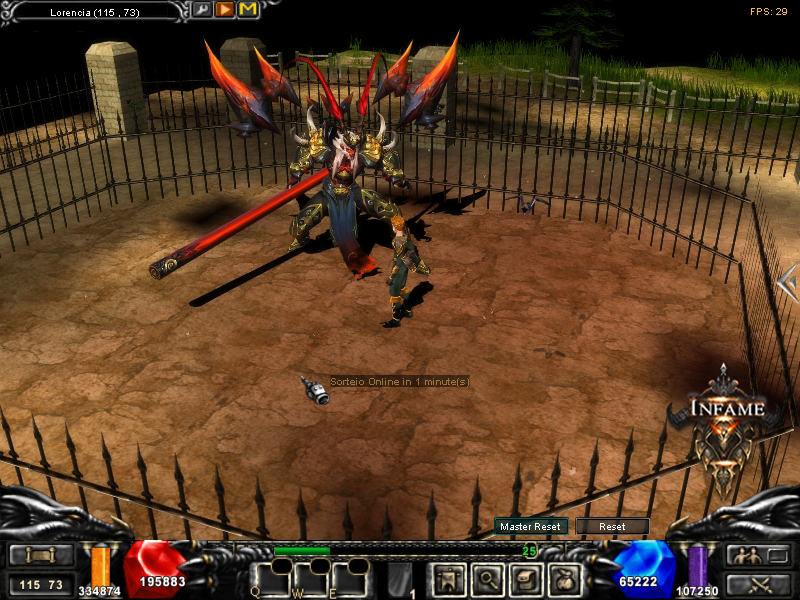 Lorencia (115 , 73)
M
FPS: 29
Sorteio Online in 1 minute(s)
INFAME
Master Reset
Reset
25
115 73
334874
195883
Q
W
E
1
65222
107250